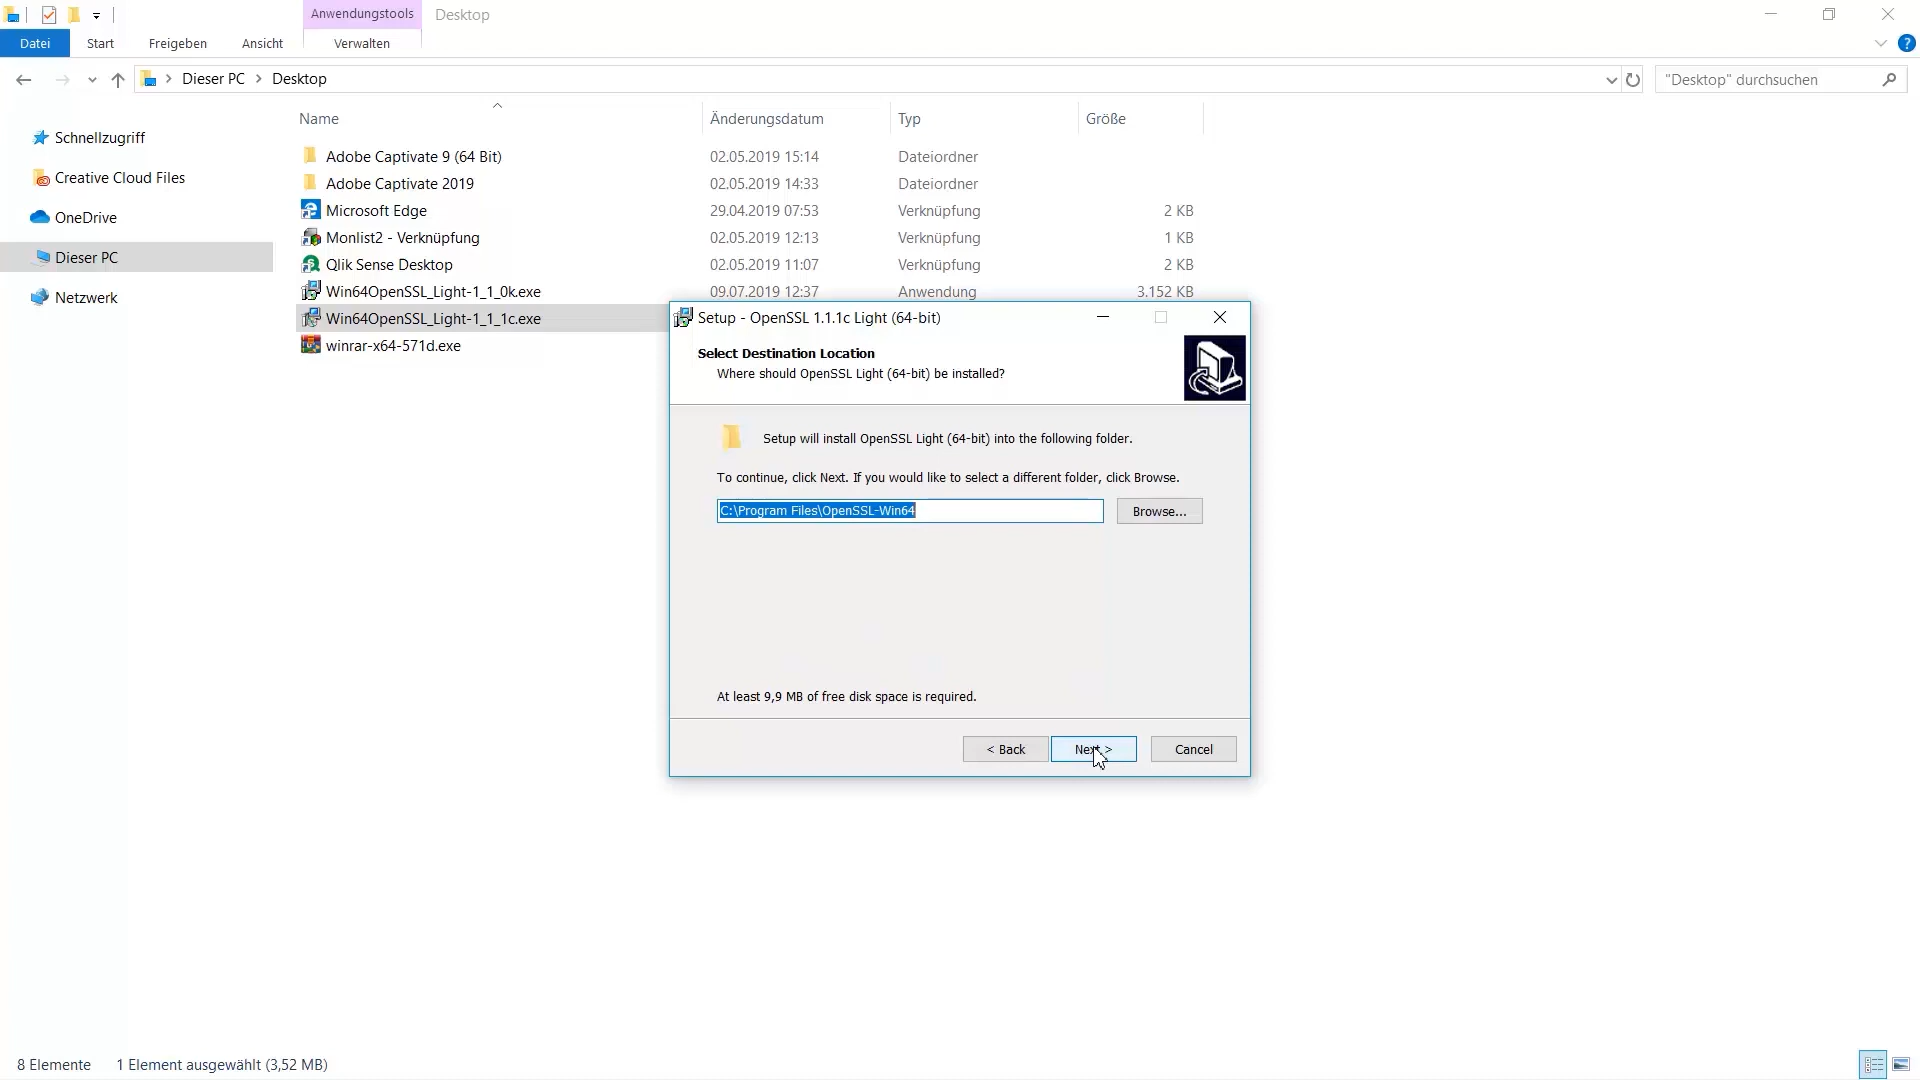 Anwendungstools
Desktop
Datei
Start
Freigeben
Ansicht
Verwalten
?
Dieser PC
Desktop
"Desktop" durchsuchen
Name
Änderungsdatum
Typ
Größe
Schnellzugriff
Creative Cloud Files
OneDrive
Dieser PC
Netzwerk
Adobe Captivate 9 (64 Bit) 02.05.2019 15:14 Dateiordner
Adobe Captivate 2019 02.05.2019 14:33 Dateiordner
Microsoft Edge 29.04.2019 07:53 Verknüpfung 2 KB
Monlist2 - Verknüpfung 02.05.2019 12:13 Verknüpfung 1 KB
Qlik Sense Desktop 02.05.2019 11:07 Verknüpfung 2 KB
Win64OpenSSL_Light-1_1_0k.exe 09.07.2019 12:37 Anwendung 3.152 KB
Win64OpenSSL_Light-1_1_1c.exe
winrar-x64-571d.exe
Setup - OpenSSL 1.1.1c Light (64-bit)
Select Destination Location
Where should OpenSSL Light (64-bit) be installed?
Setup will install OpenSSL Light (64-bit) into the following folder.
To continue, click Next. If you would like to select a different folder, click Browse.
C:\Program Files\OpenSSL-Win64
Browse...
At least 9,9 MB of free disk space is required.
< Back
Next >
Cancel
8 Elemente
1 Element ausgewählt (3,52 MB)